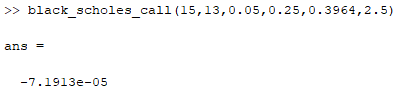 >> black_scholes_call(15,13,0.05,0.25,0.3964,2.5)
ans =
-7.1913e-05